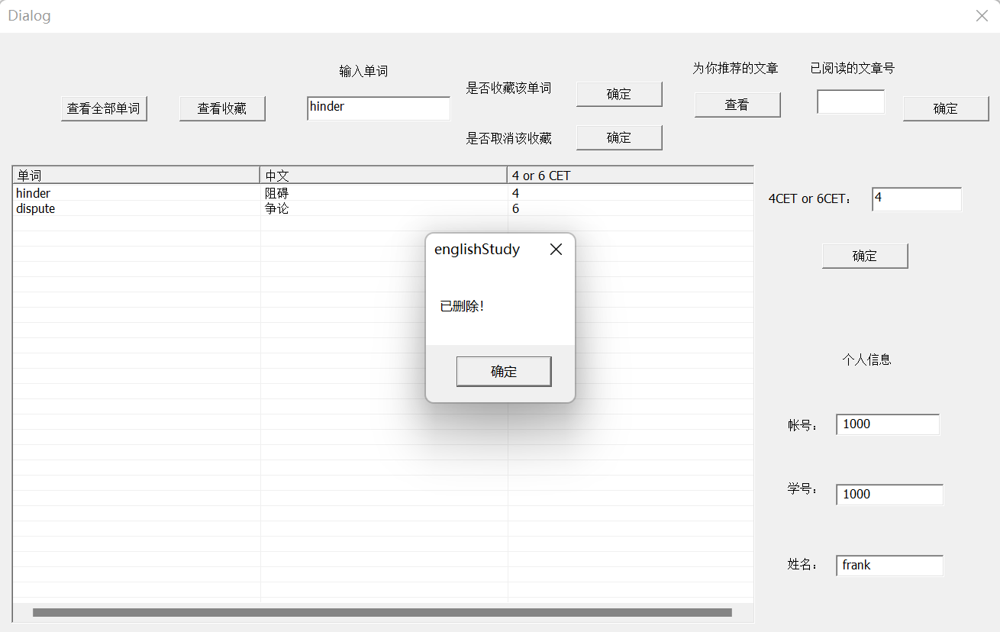 Dialog
输入单词
为你推荐的文章
已阅读的文章号
查看全部单词
查看收藏
hinder
是否收藏该单词
确定
查看
确定
是否取消该收藏
确定
单词 中文 4 or 6 CET
hinder 阻碍 4
dispute 争论 6
4CET or 6CET： 4
确定
englishStudy
已删除！
确定
个人信息
帐号： 1000
学号： 1000
姓名： frank